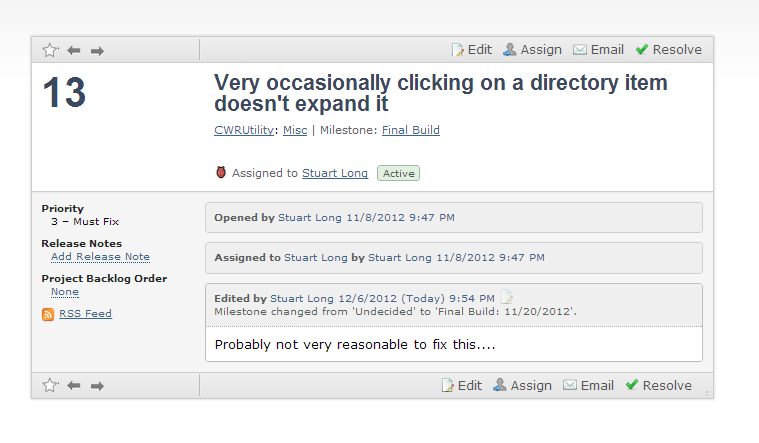 Edit Assign Email Resolve
13
Very occasionally clicking on a directory item
doesn't expand it
CWRUtility: Misc | Milestone: Final Build
Assigned to Stuart Long Active
Priority
3 – Must Fix
Release Notes
Add Release Note
Project Backlog Order
None
RSS Feed
Opened by Stuart Long 11/8/2012 9:47 PM
Assigned to Stuart Long by Stuart Long 11/8/2012 9:47 PM
Edited by Stuart Long 12/6/2012 (Today) 9:54 PM
Milestone changed from 'Undecided' to 'Final Build: 11/20/2012'.
Probably not very reasonable to fix this....
Edit Assign Email Resolve